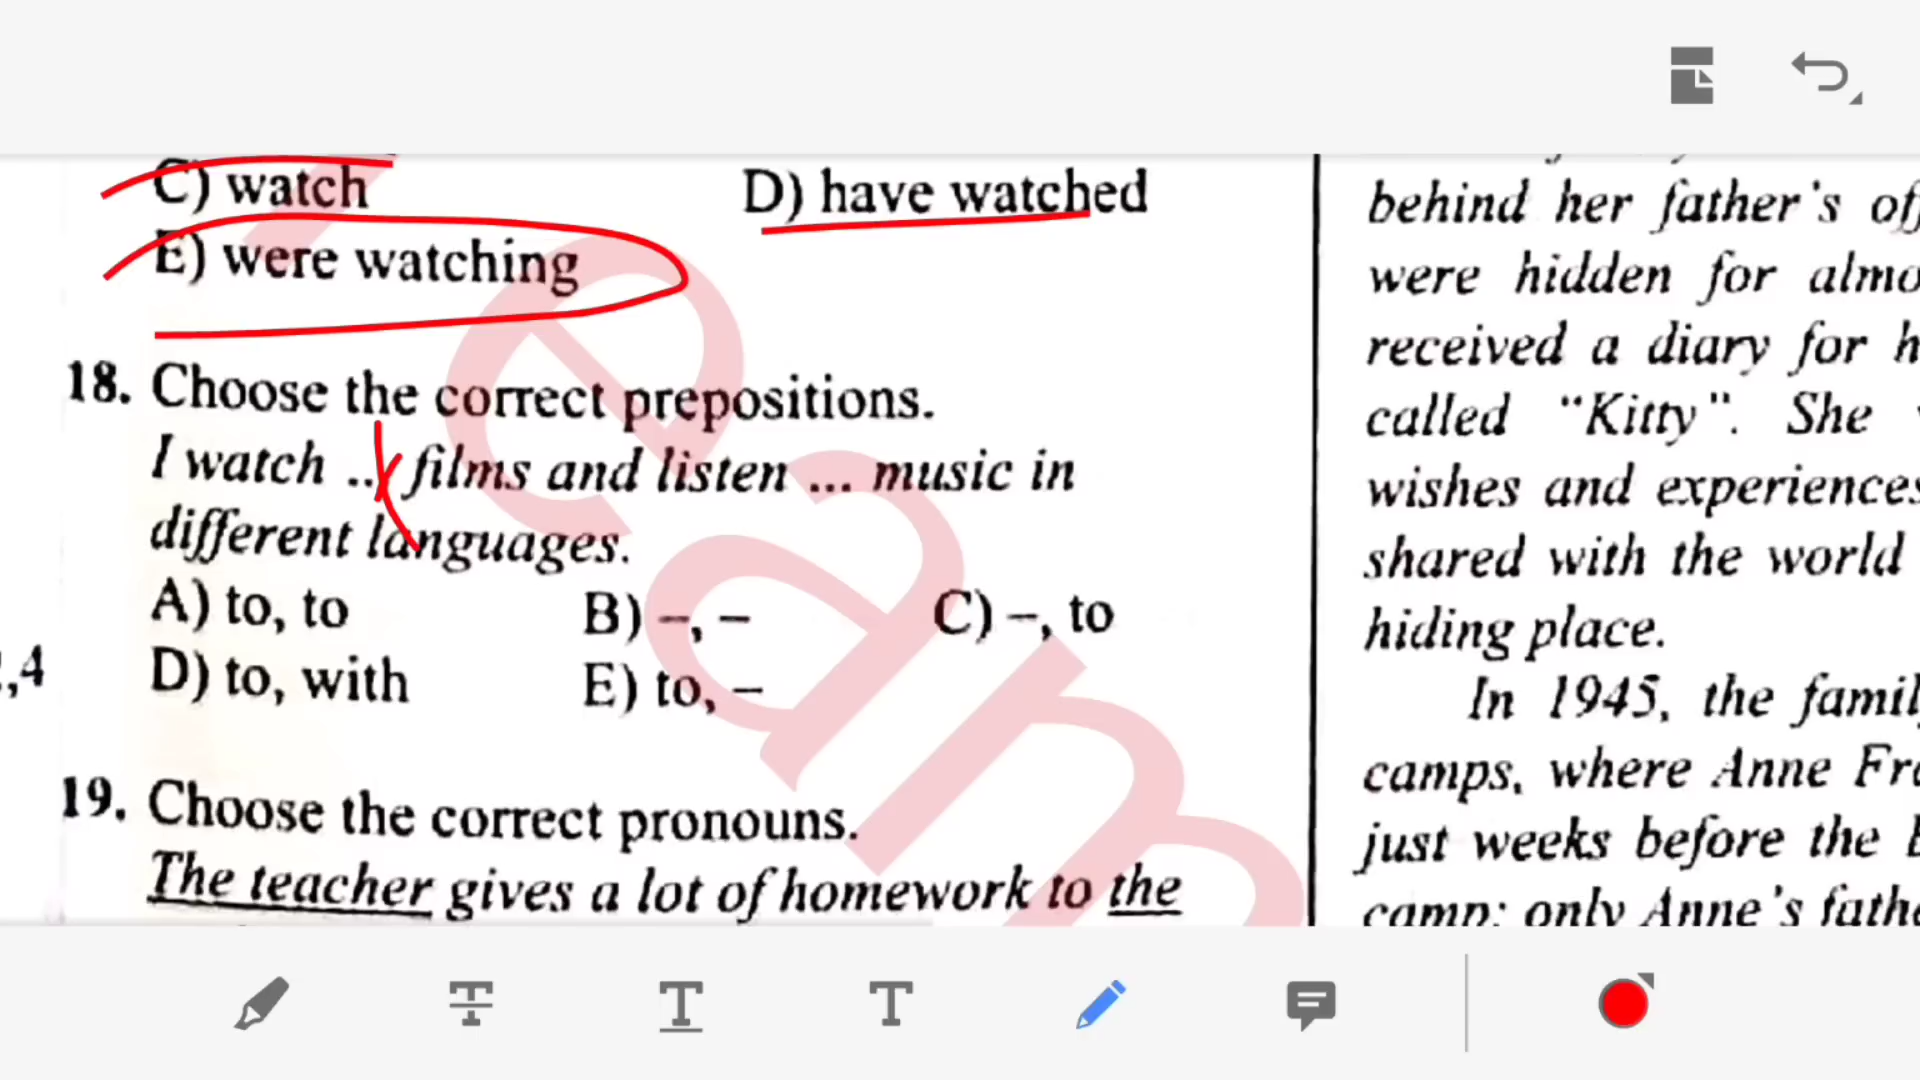 C) watch
D) have watched
E) were watching
18. Choose the correct prepositions.
I watch ... films and listen ... music in
different languages.
A) to, to
B) –, –
C) –, to
D) to, with
E) to, –
19. Choose the correct pronouns.
The teacher gives a lot of homework to the
,4
behind her father's
were hidden for
received a diary for
called "Kitty". She
wishes and experiences
shared with the world
hiding place.
In 1945, the
camps, where Anne
just weeks before the
camp; only Anne's